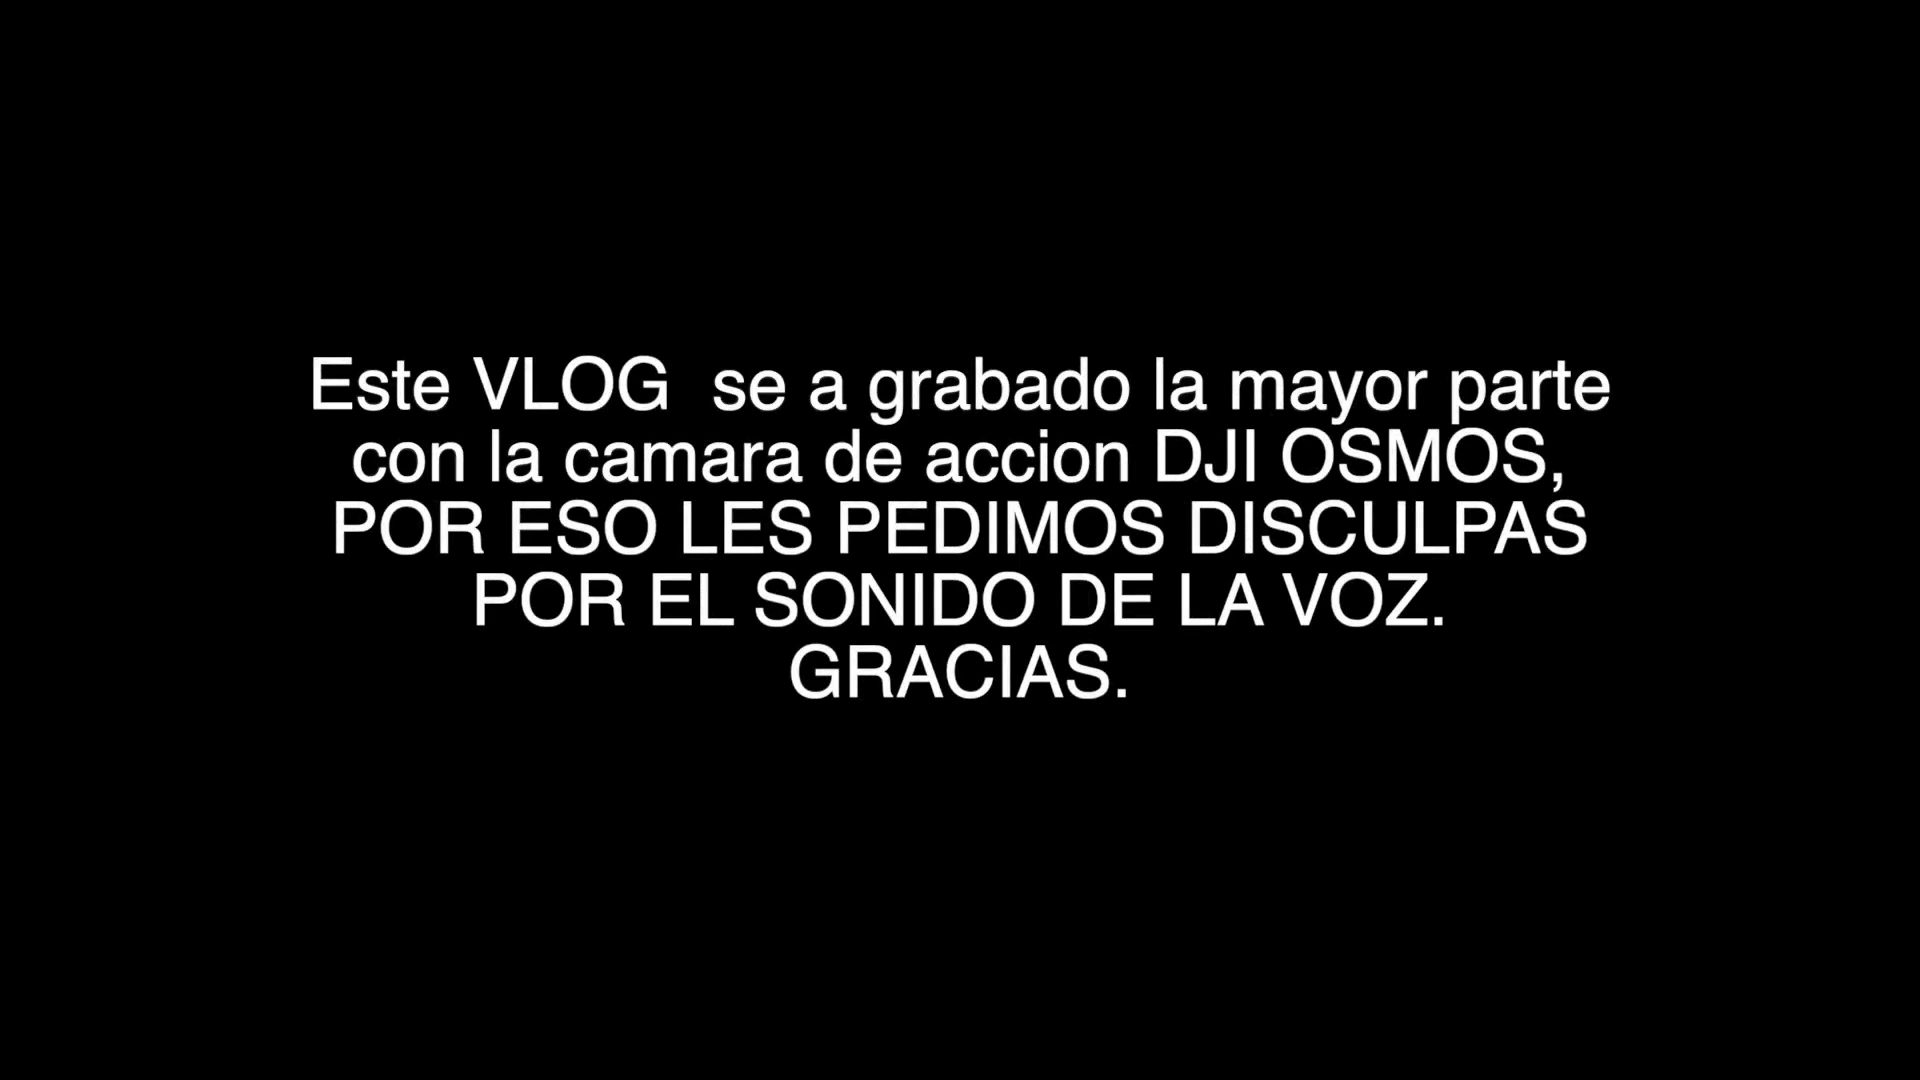 Este VLOG  se a grabado la mayor parte
con la camara de accion DJI OSMOS,
POR ESO LES PEDIMOS DISCULPAS
POR EL SONIDO DE LA VOZ.
GRACIAS.